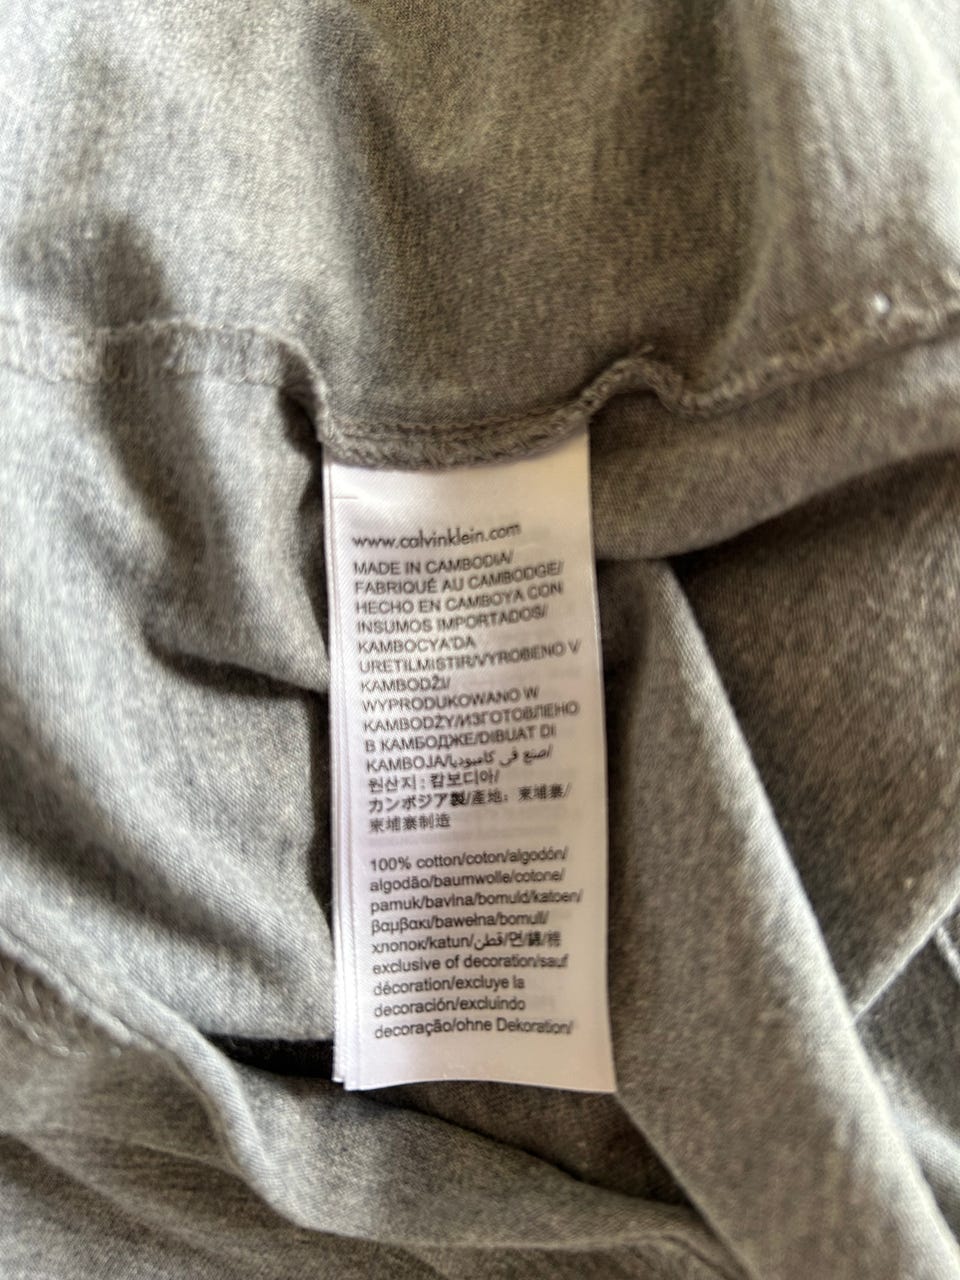 www.calvinklein.com
MADE IN CAMBODIA/
FABRIQUÉ AU CAMBODGE/
HECHO EN CAMBOYA CON
INSUMOS IMPORTADOS/
KAMBOCYA'DA
URETILMISTIR/VYROBENO V
KAMBODŽI/
WYPRODUKOWANO W
KAMBODŻY/ИЗГОТОВЛЕНО
В КАМБОДЖЕ/DIBUAT DI
KAMBOJA/صنع في كامبوديا/
원산지 : 캄보디아/
カンボジア製/產地：柬埔寨/
柬埔寨制造
100% cotton/coton/algodón/
algodão/baumwolle/cotone/
pamuk/bavlna/bomuld/katoen/
βαμβακι/bawełna/bomull/
хлопок/katun/قطن/면/綿/棉
exclusive of decoration/sauf
décoration/excluye la
decoración/excluindo
decoração/ohne Dekoration/